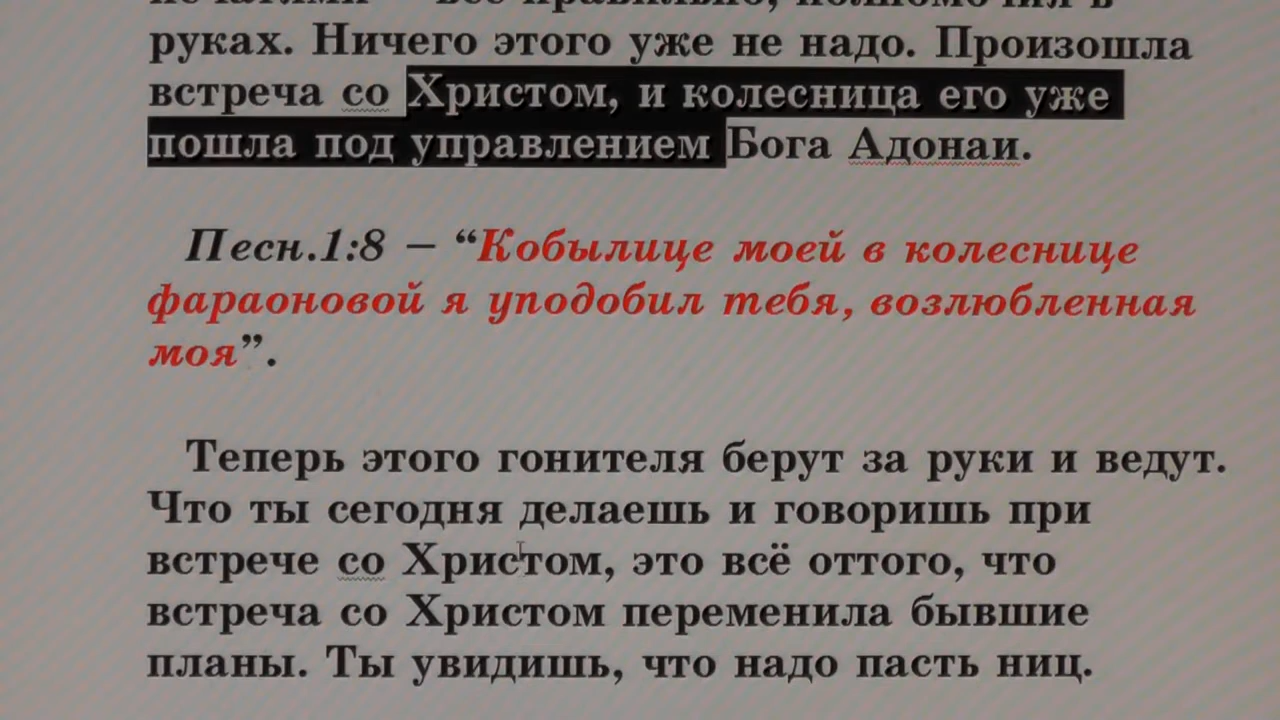 руках. Ничего этого уже не надо. Произошла
встреча со Христом, и колесница его уже
пошла под управлением Бога Адонаи.
Песн.1:8 – “Кобылице моей в колеснице
фараоновой я уподобил тебя, возлюбленная
моя”.
Теперь этого гонителя берут за руки и ведут.
Что ты сегодня делаешь и говоришь при
встрече со Христом, это всё оттого, что
встреча со Христом переменила бывшие
планы. Ты увидишь, что надо пасть ниц.